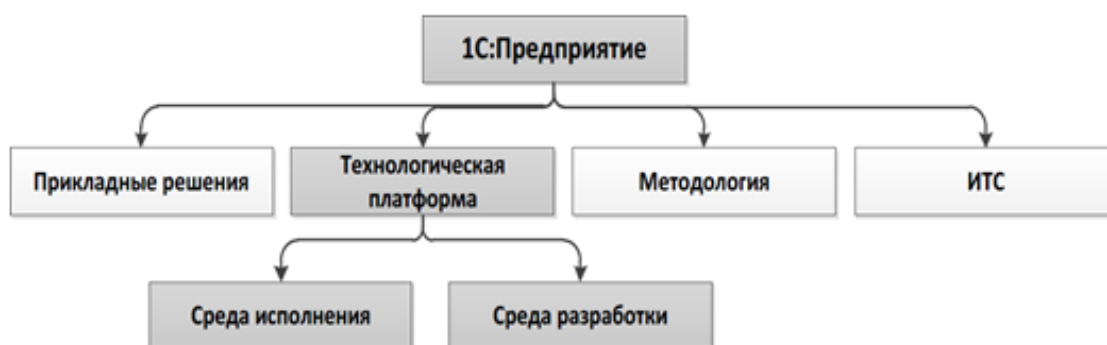 1С:Предприятие
Прикладные решения
Технологическая
платформа
Методология
ИТС
Среда исполнения
Среда разработки